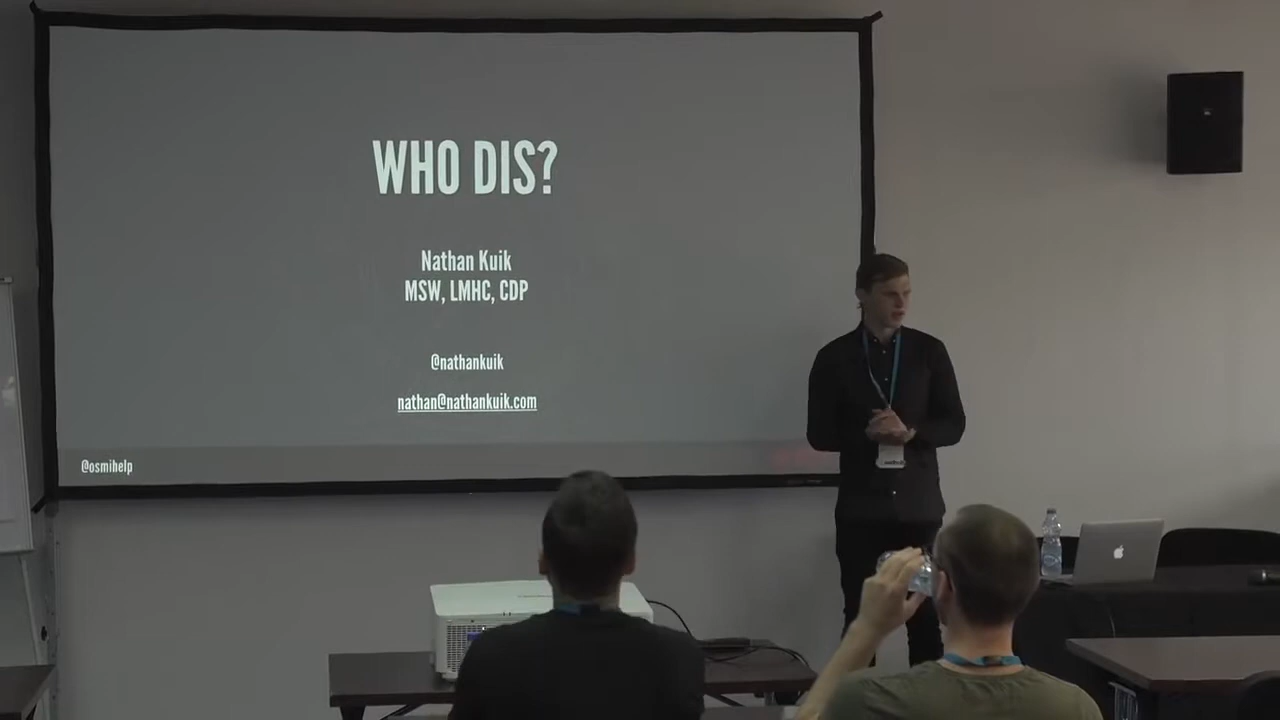 WHO DIS?
Nathan Kuik
MSW, LMHC, CDP
@nathankuik
nathan@nathankuik.com
@osmihelp